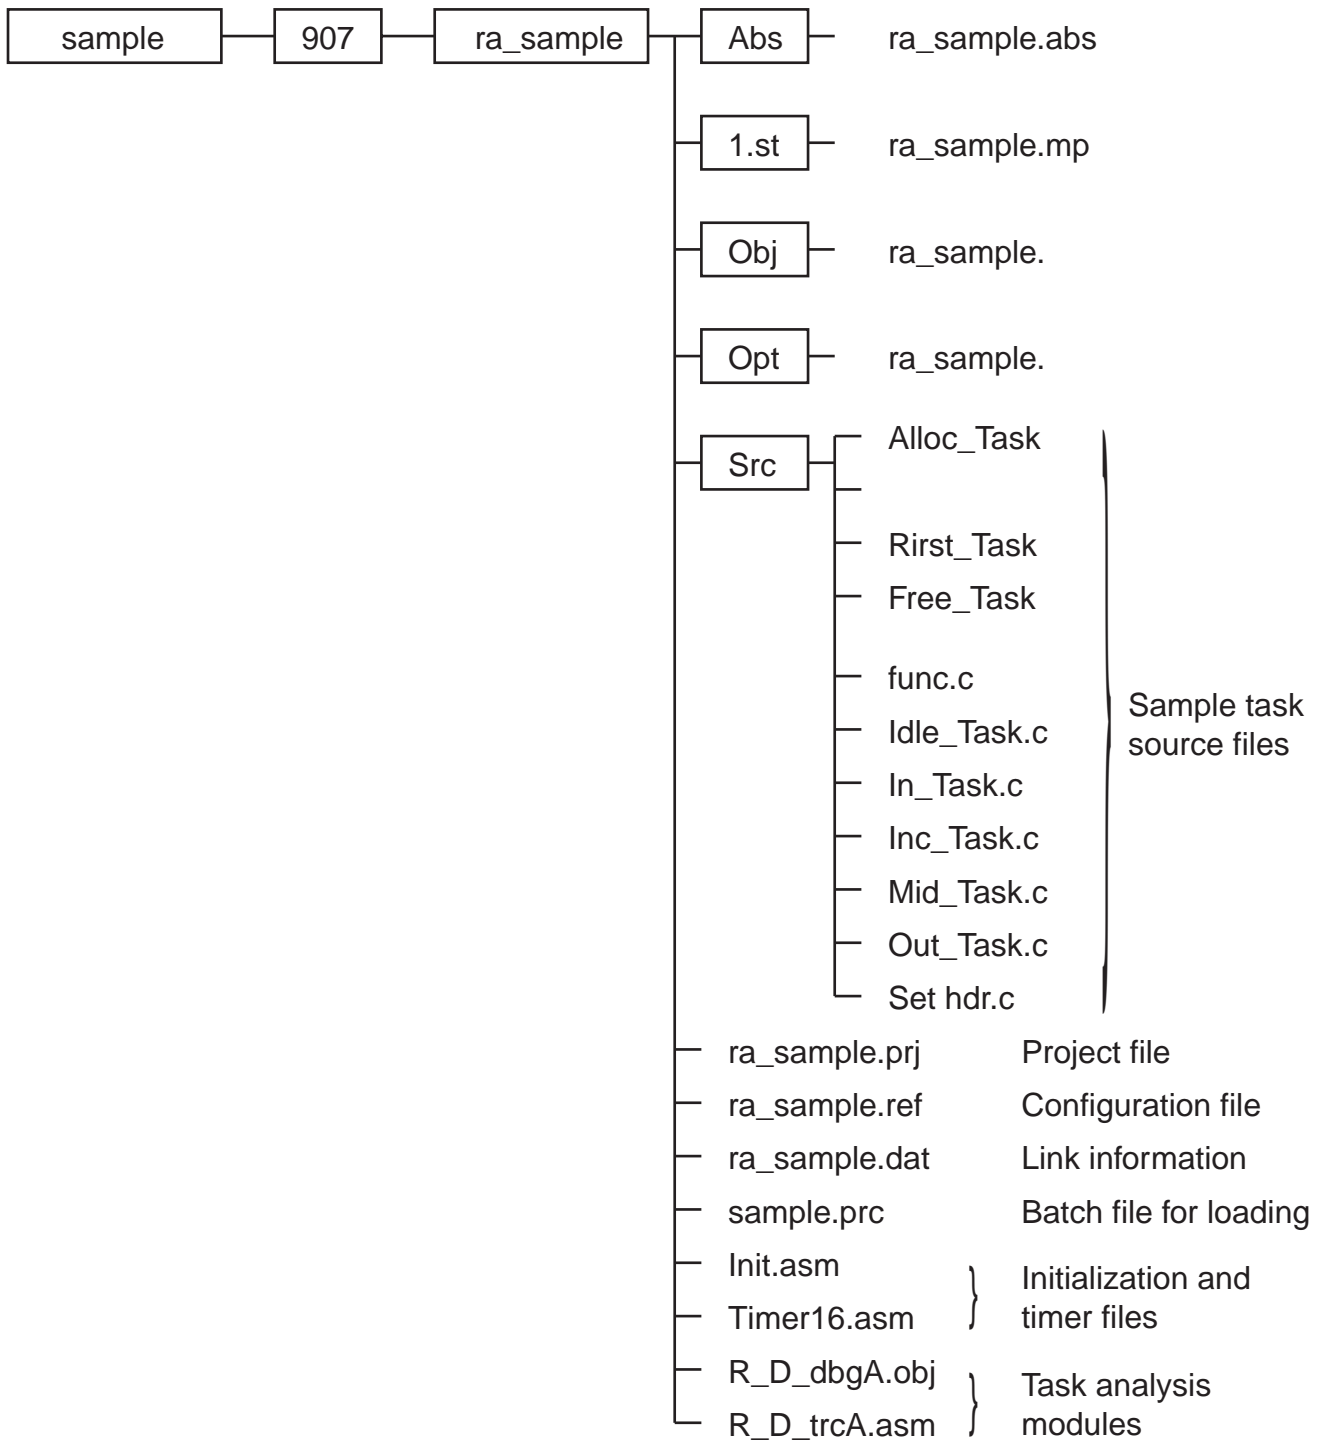 sample 907 ra_sample Abs ra_sample.abs
1.st ra_sample.mp
Obj ra_sample.
Opt ra_sample.
Src Alloc_Task
Rirst_Task
Free_Task
func.c
Idle_Task.c
In_Task.c
Inc_Task.c
Mid_Task.c
Out_Task.c
Set hdr.c
Sample task
source files
ra_sample.prj Project file
ra_sample.ref Configuration file
ra_sample.dat Link information
sample.prc Batch file for loading
Init.asm
Timer16.asm
Initialization and
timer files
R_D_dbgA.obj
R_D_trcA.asm
Task analysis
modules